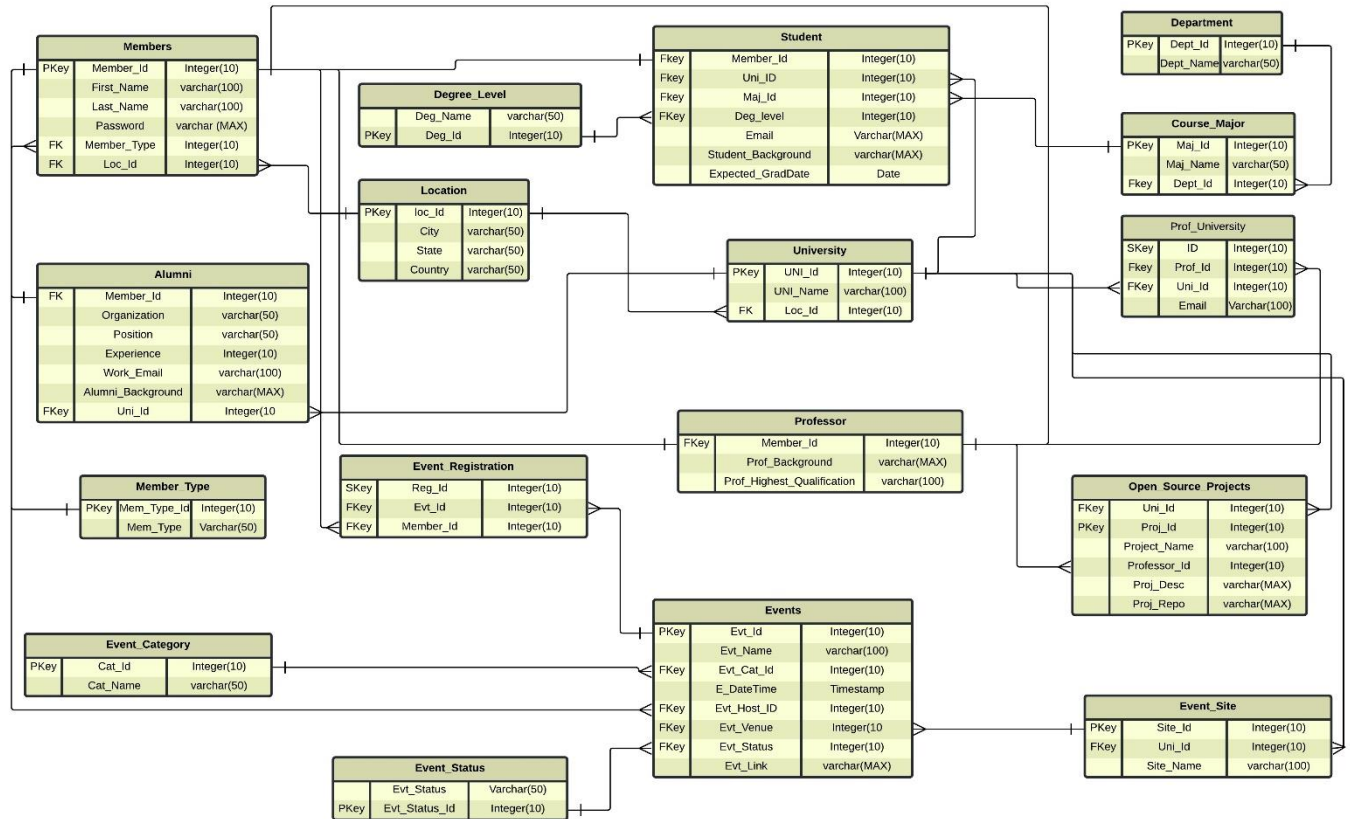 Members
PKey Member_Id Integer(10)
First_Name varchar(100)
Last_Name varchar(100)
Password varchar (MAX)
FK Member_Type Integer(10)
FK Loc_Id Integer(10)
Degree_Level
Deg_Name varchar(50)
PKey Deg_Id Integer(10)
Student
Fkey Member_Id Integer(10)
Fkey Uni_ID Integer(10)
Fkey Maj_Id Integer(10)
FKey Deg_level Integer(10)
Email Varchar(MAX)
Student_Background varchar(MAX)
Expected_GradDate Date
Department
PKey Dept_Id Integer(10)
Dept_Name varchar(50)
Course_Major
PKey Maj_Id Integer(10)
Maj_Name varchar(50)
Fkey Dept_Id Integer(10)
Location
PKey loc_Id Integer(10)
City varchar(50)
State varchar(50)
Country varchar(50)
University
PKey UNI_Id Integer(10)
UNI_Name varchar(100)
FK Loc_Id Integer(10)
Prof_University
SKey ID Integer(10)
Fkey Prof_Id Integer(10)
FKey Uni_Id Integer(10)
Email Varchar(100)
Alumni
FK Member_Id Integer(10)
Organization varchar(50)
Position varchar(50)
Experience Integer(10)
Work_Email varchar(100)
Alumni_Background varchar(MAX)
FKey Uni_Id Integer(10
Professor
FKey Member_Id Integer(10)
Prof_Background varchar(MAX)
Prof_Highest_Qualification varchar(100)
Event_Registration
SKey Reg_Id Integer(10)
FKey Evt_Id Integer(10)
FKey Member_Id Integer(10)
Member_Type
PKey Mem_Type_Id Integer(10)
Mem_Type Varchar(50)
Open_Source_Projects
FKey Uni_Id Integer(10)
PKey Proj_Id Integer(10)
Project_Name varchar(100)
Professor_Id Integer(10)
Proj_Desc varchar(MAX)
Proj_Repo varchar(MAX)
Event_Category
PKey Cat_Id Integer(10)
Cat_Name varchar(50)
Events
PKey Evt_Id Integer(10)
Evt_Name varchar(100)
FKey Evt_Cat_Id Integer(10)
E_DateTime Timestamp
FKey Evt_Host_ID Integer(10)
FKey Evt_Venue Integer(10
FKey Evt_Status Integer(10)
Evt_Link varchar(MAX)
Event_Site
PKey Site_Id Integer(10)
FKey Uni_Id Integer(10)
Site_Name varchar(100)
Event_Status
Evt_Status Varchar(50)
PKey Evt_Status_Id Integer(10)